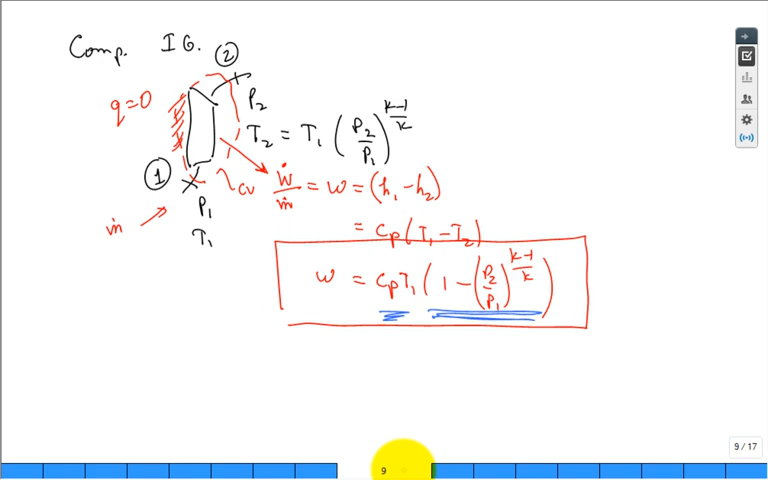 Comp. IG.
②
q=0
P₂
T₂ = T₁ (P₂/P₁)^(k-1/k)
①
CV
Ẇ/ṁ = w = (h₁ - h₂)
P₁
ṁ
T₁
= Cp(T₁ - T₂)
w = CpT₁ (1 - (P₂/P₁)^(k-1/k))
9 / 17
9